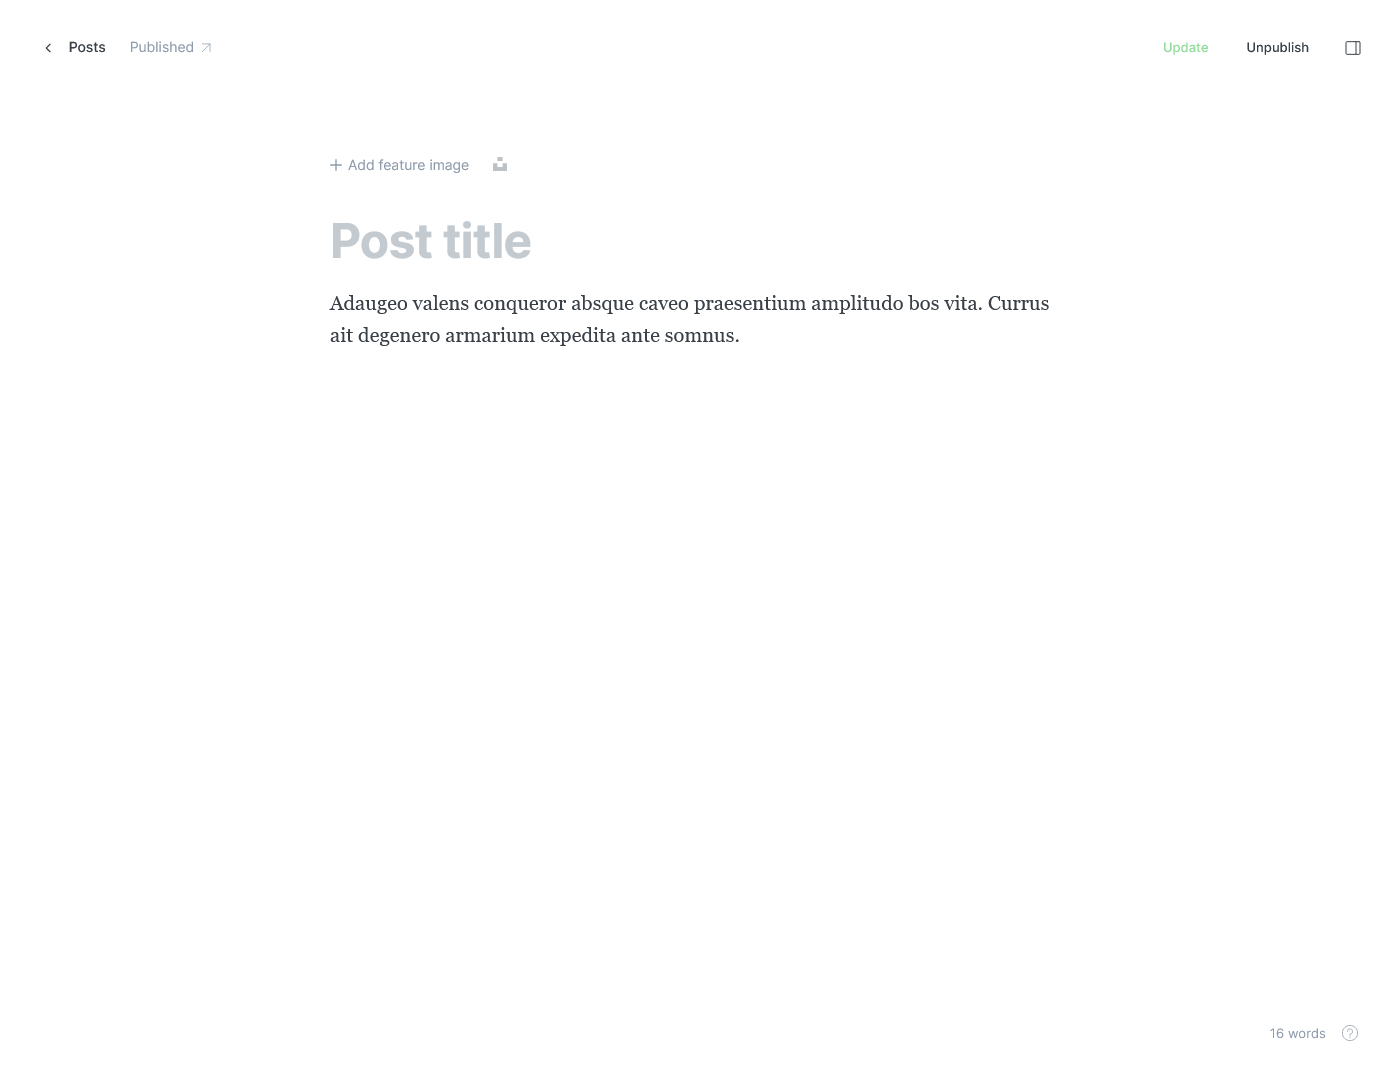 Posts Published
Update Unpublish
Add feature image
Post title
Adaugeo valens conqueror absque caveo praesentium amplitudo bos vita. Currus
ait degenero armarium expedita ante somnus.
16 words